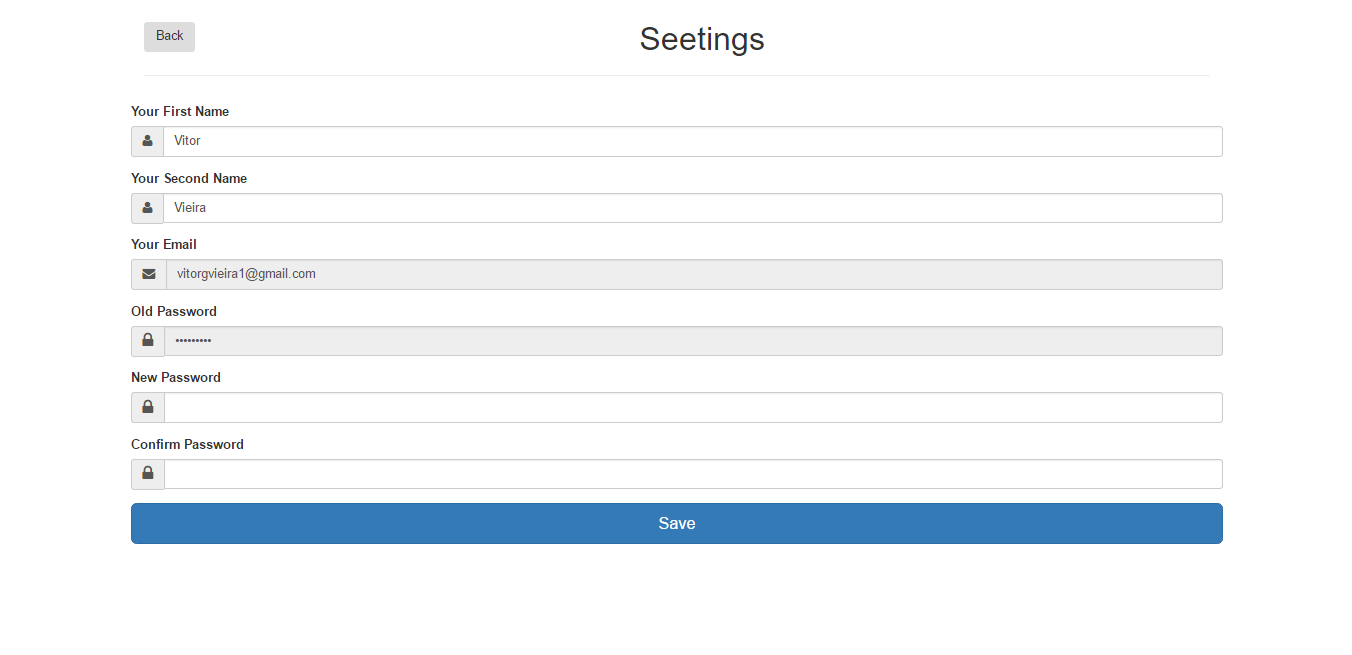 Back
Seetings
Your First Name
Vitor
Your Second Name
Vieira
Your Email
vitorgvieira1@gmail.com
Old Password
•••••••••
New Password
Confirm Password
Save